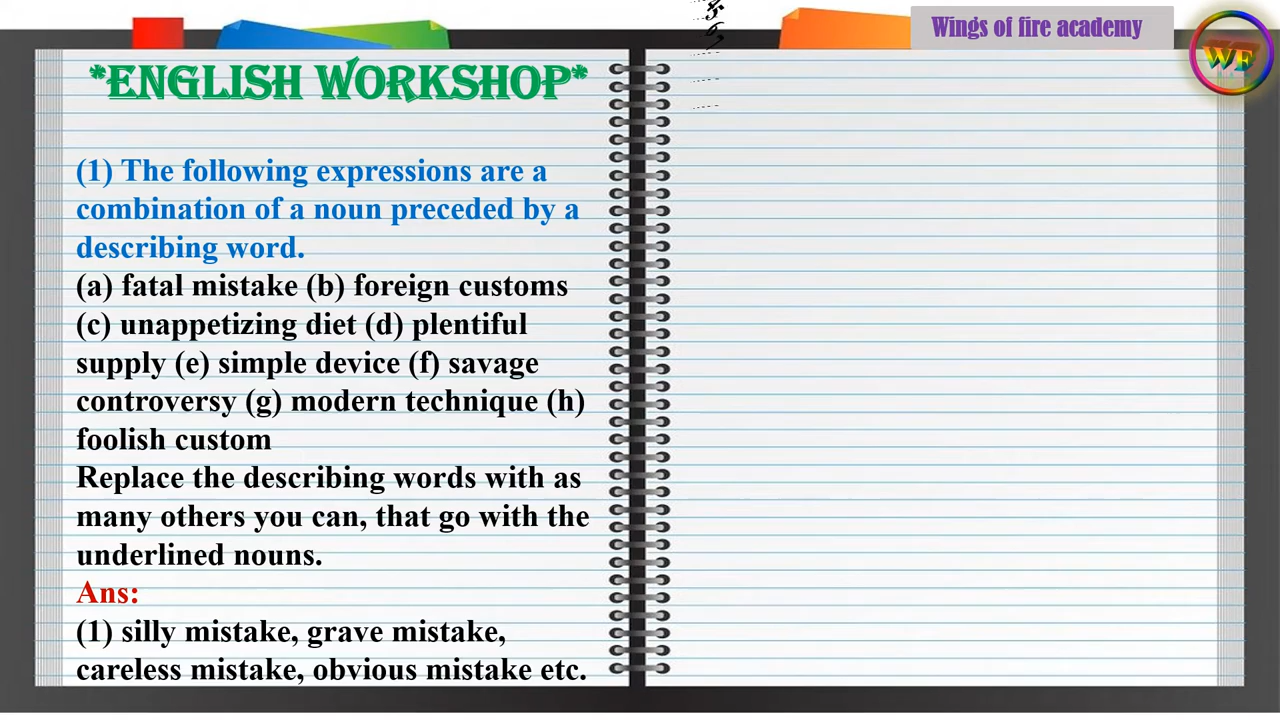 *ENGLISH WORKSHOP*
(1) The following expressions are a
combination of a noun preceded by a
describing word.
(a) fatal mistake (b) foreign customs
(c) unappetizing diet (d) plentiful
supply (e) simple device (f) savage
controversy (g) modern technique (h)
foolish custom
Replace the describing words with as
many others you can, that go with the
underlined nouns.
Ans:
(1) silly mistake, grave mistake,
careless mistake, obvious mistake etc.
Wings of fire academy
WF